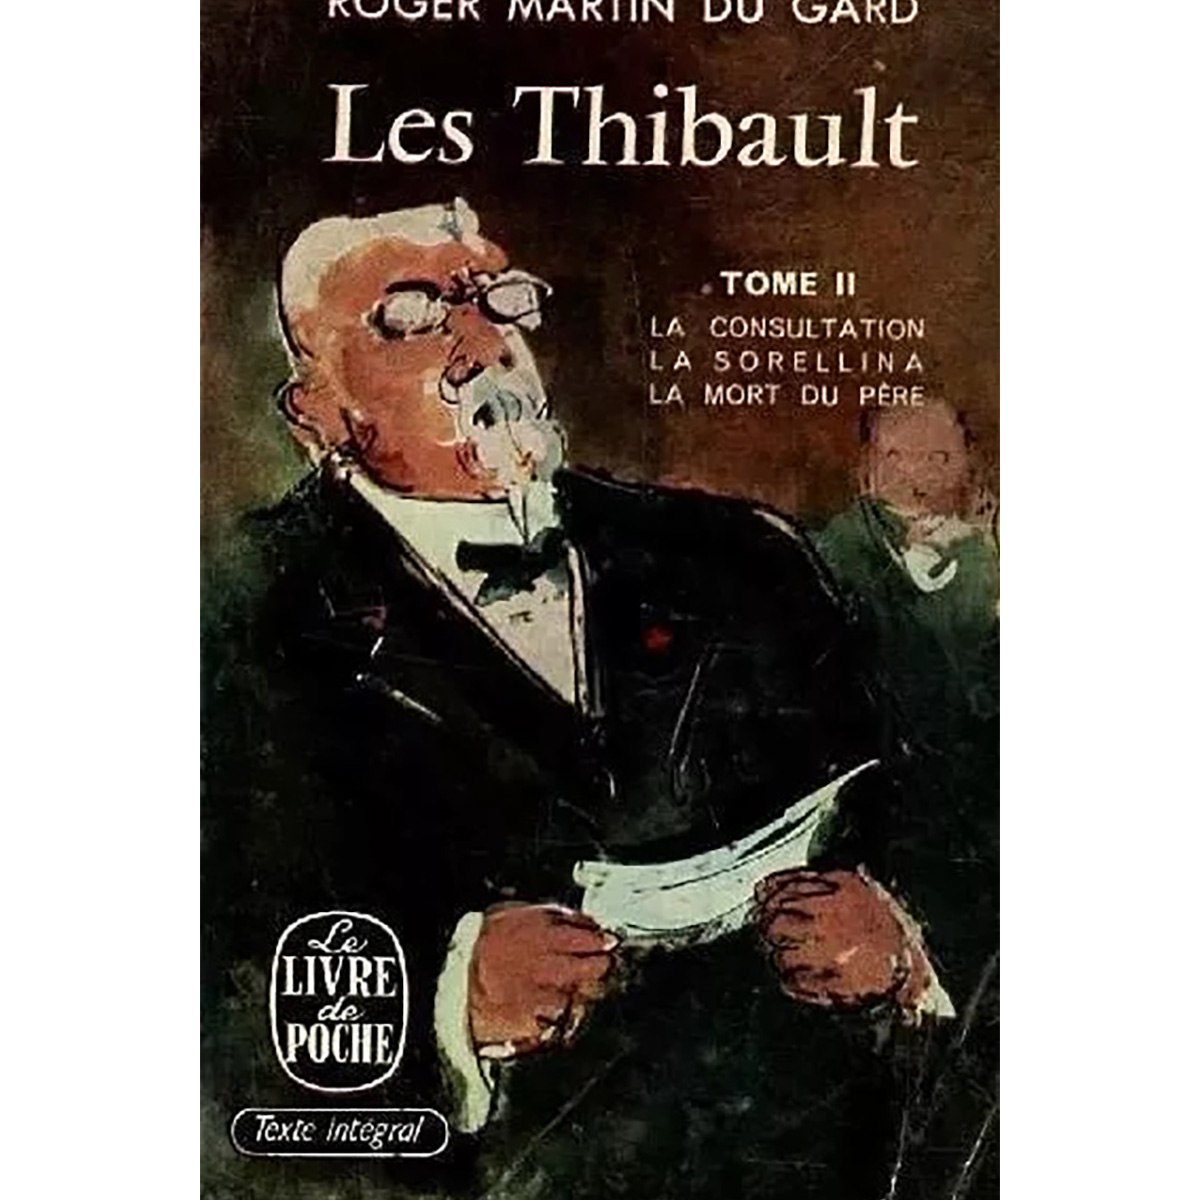 ROGER MARTIN DU GARD
Les Thibault
TOME II
LA CONSULTATION
LA SORELLINA
LA MORT DU PÈRE
Le
LIVRE
de
POCHE
Texte intégral